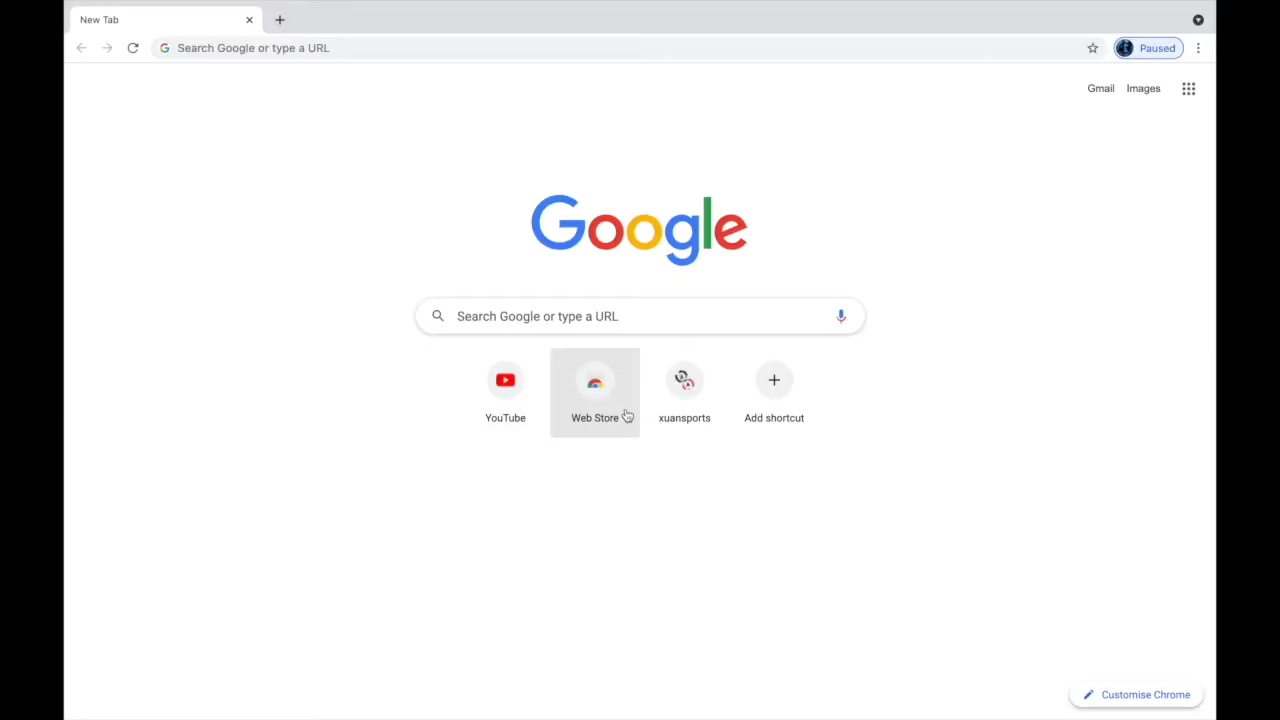 New Tab
Search Google or type a URL
Paused
Gmail Images
Google
Search Google or type a URL
YouTube Web Store xuansports Add shortcut
Customise Chrome